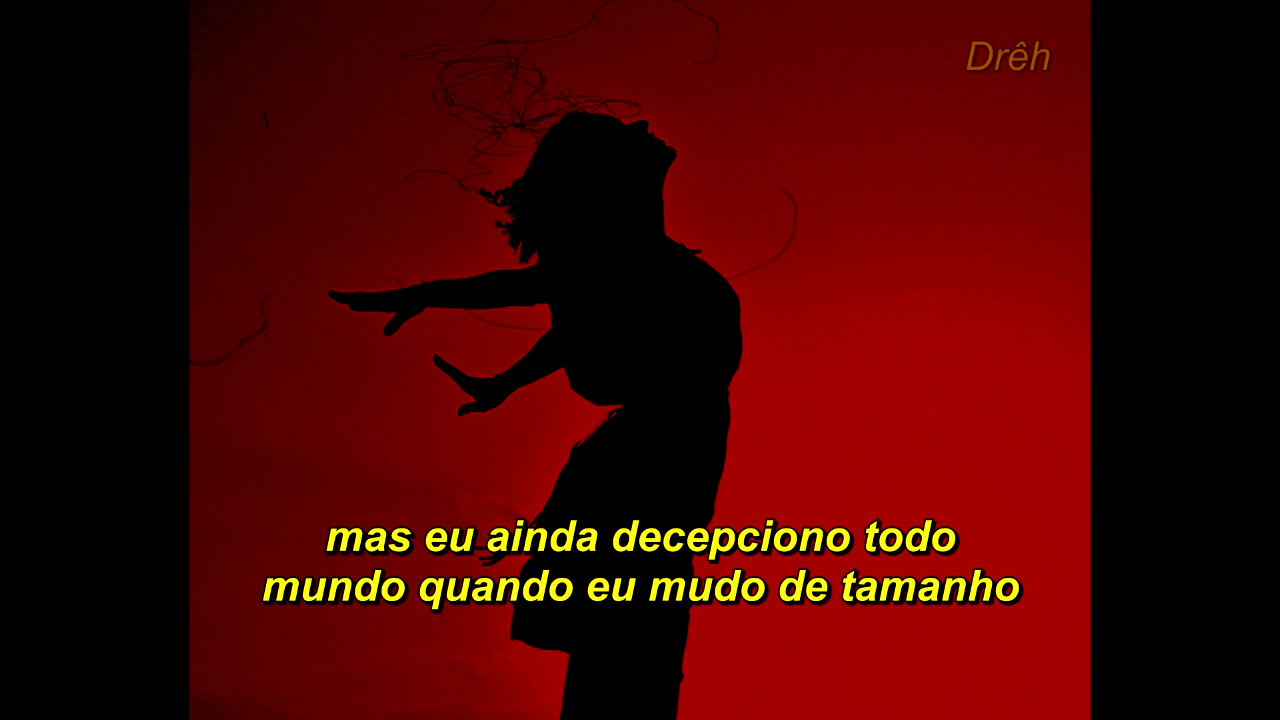 Drêh
mas eu ainda decepciono todo
mundo quando eu mudo de tamanho